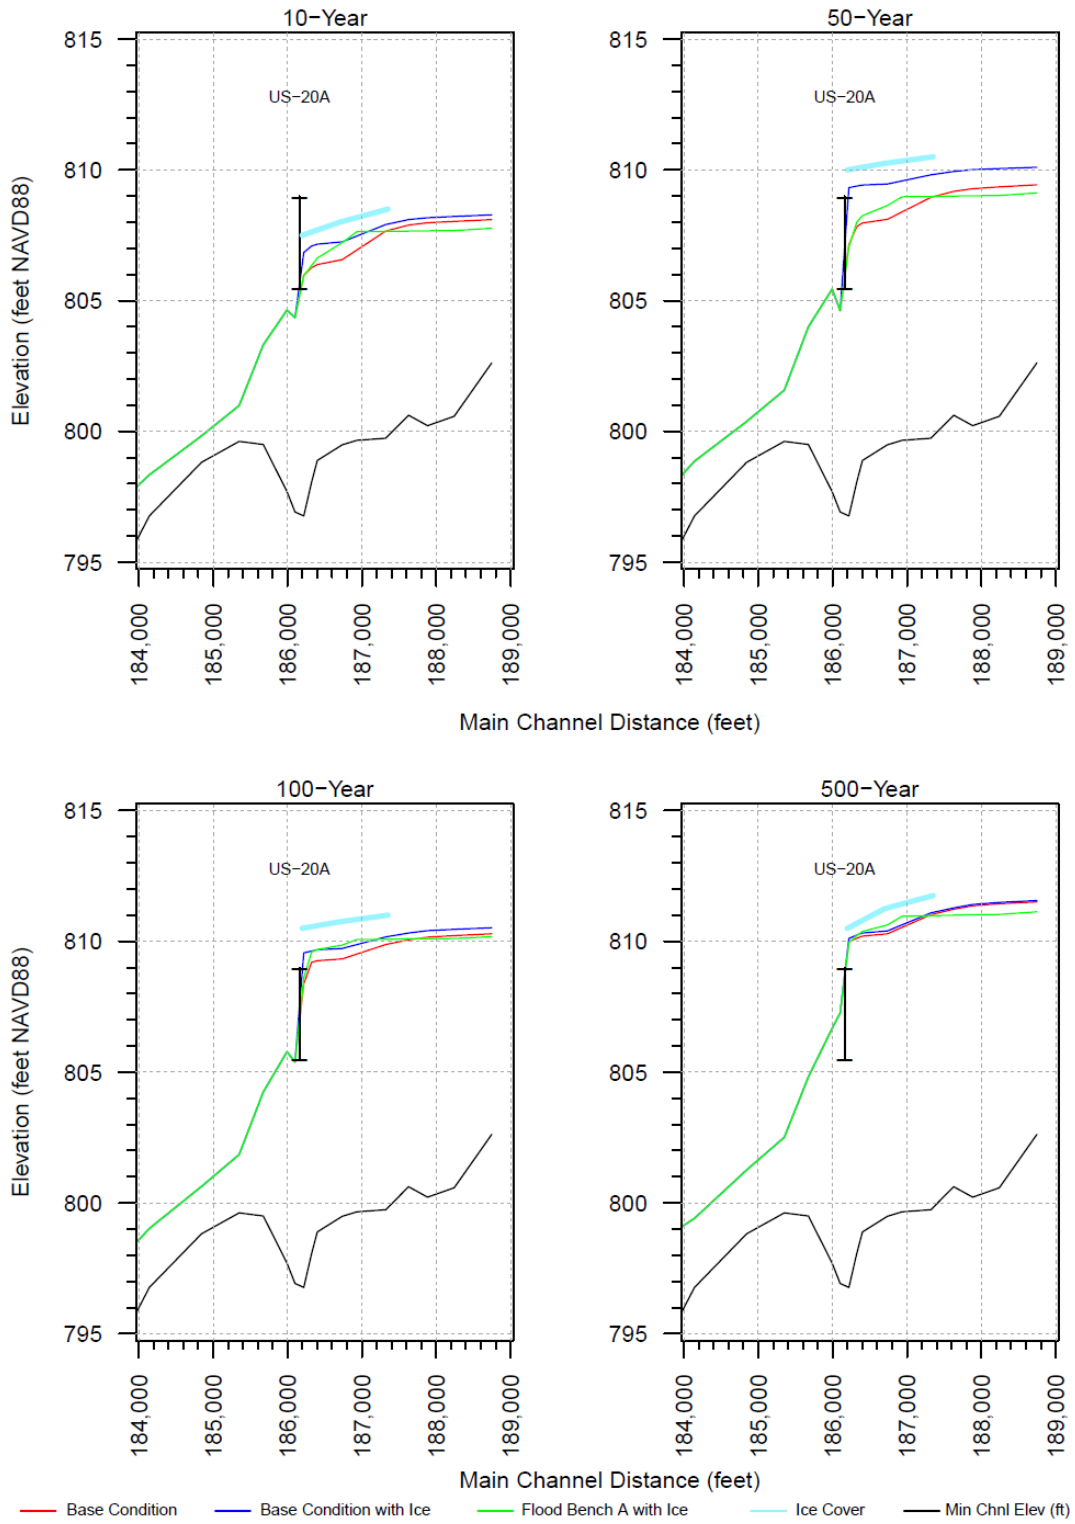 10−Year
50−Year
815
810
805
800
795
815
810
805
800
795
US−20A
US−20A
Elevation (feet NAVD88)
184,000
185,000
186,000
187,000
188,000
189,000
184,000
185,000
186,000
187,000
188,000
189,000
Main Channel Distance (feet)
100−Year
500−Year
815
810
805
800
795
815
810
805
800
795
US−20A
US−20A
Elevation (feet NAVD88)
184,000
185,000
186,000
187,000
188,000
189,000
184,000
185,000
186,000
187,000
188,000
189,000
Main Channel Distance (feet)
Base Condition
Base Condition with Ice
Flood Bench A with Ice
Ice Cover
Min Chnl Elev (ft)